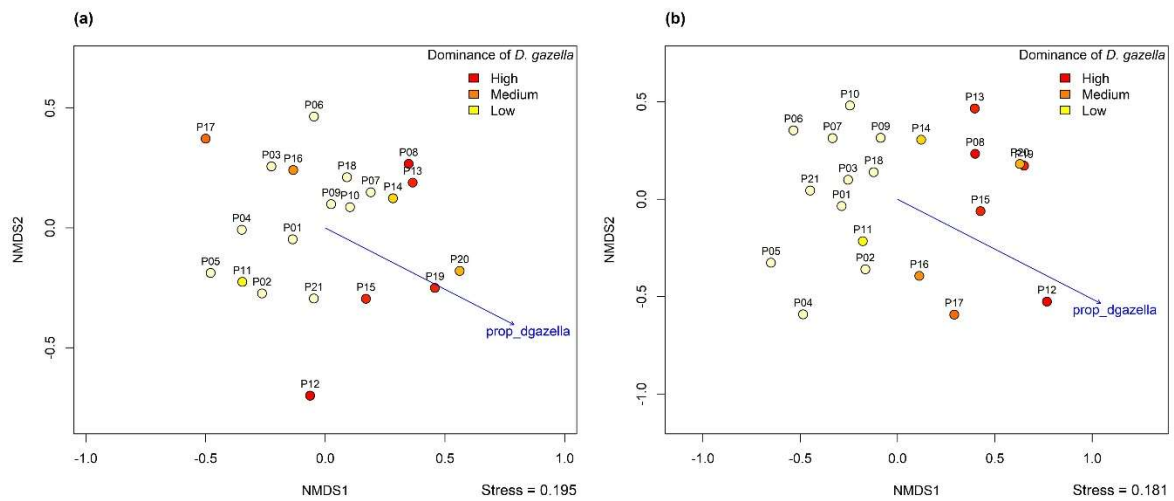 (a)
Dominance of D. gazella
High
Medium
Low
P06
P17
P03
P16
P18
P08
P13
P07
P14
P09
P10
P04
P01
P05
P11
P02
P21
P15
P19
P20
prop_dgazella
P12
0.5
0.0
-0.5
NMDS2
-1.0
-0.5
0.0
0.5
1.0
NMDS1
Stress = 0.195
(b)
Dominance of D. gazella
High
Medium
Low
P10
P13
P06
P07
P09
P14
P08
P20
P19
P03
P18
P21
P01
P15
P11
P02
P05
P16
P04
P17
P12
prop_dgazella
0.5
0.0
-0.5
-1.0
NMDS2
-1.0
-0.5
0.0
0.5
1.0
NMDS1
Stress = 0.181